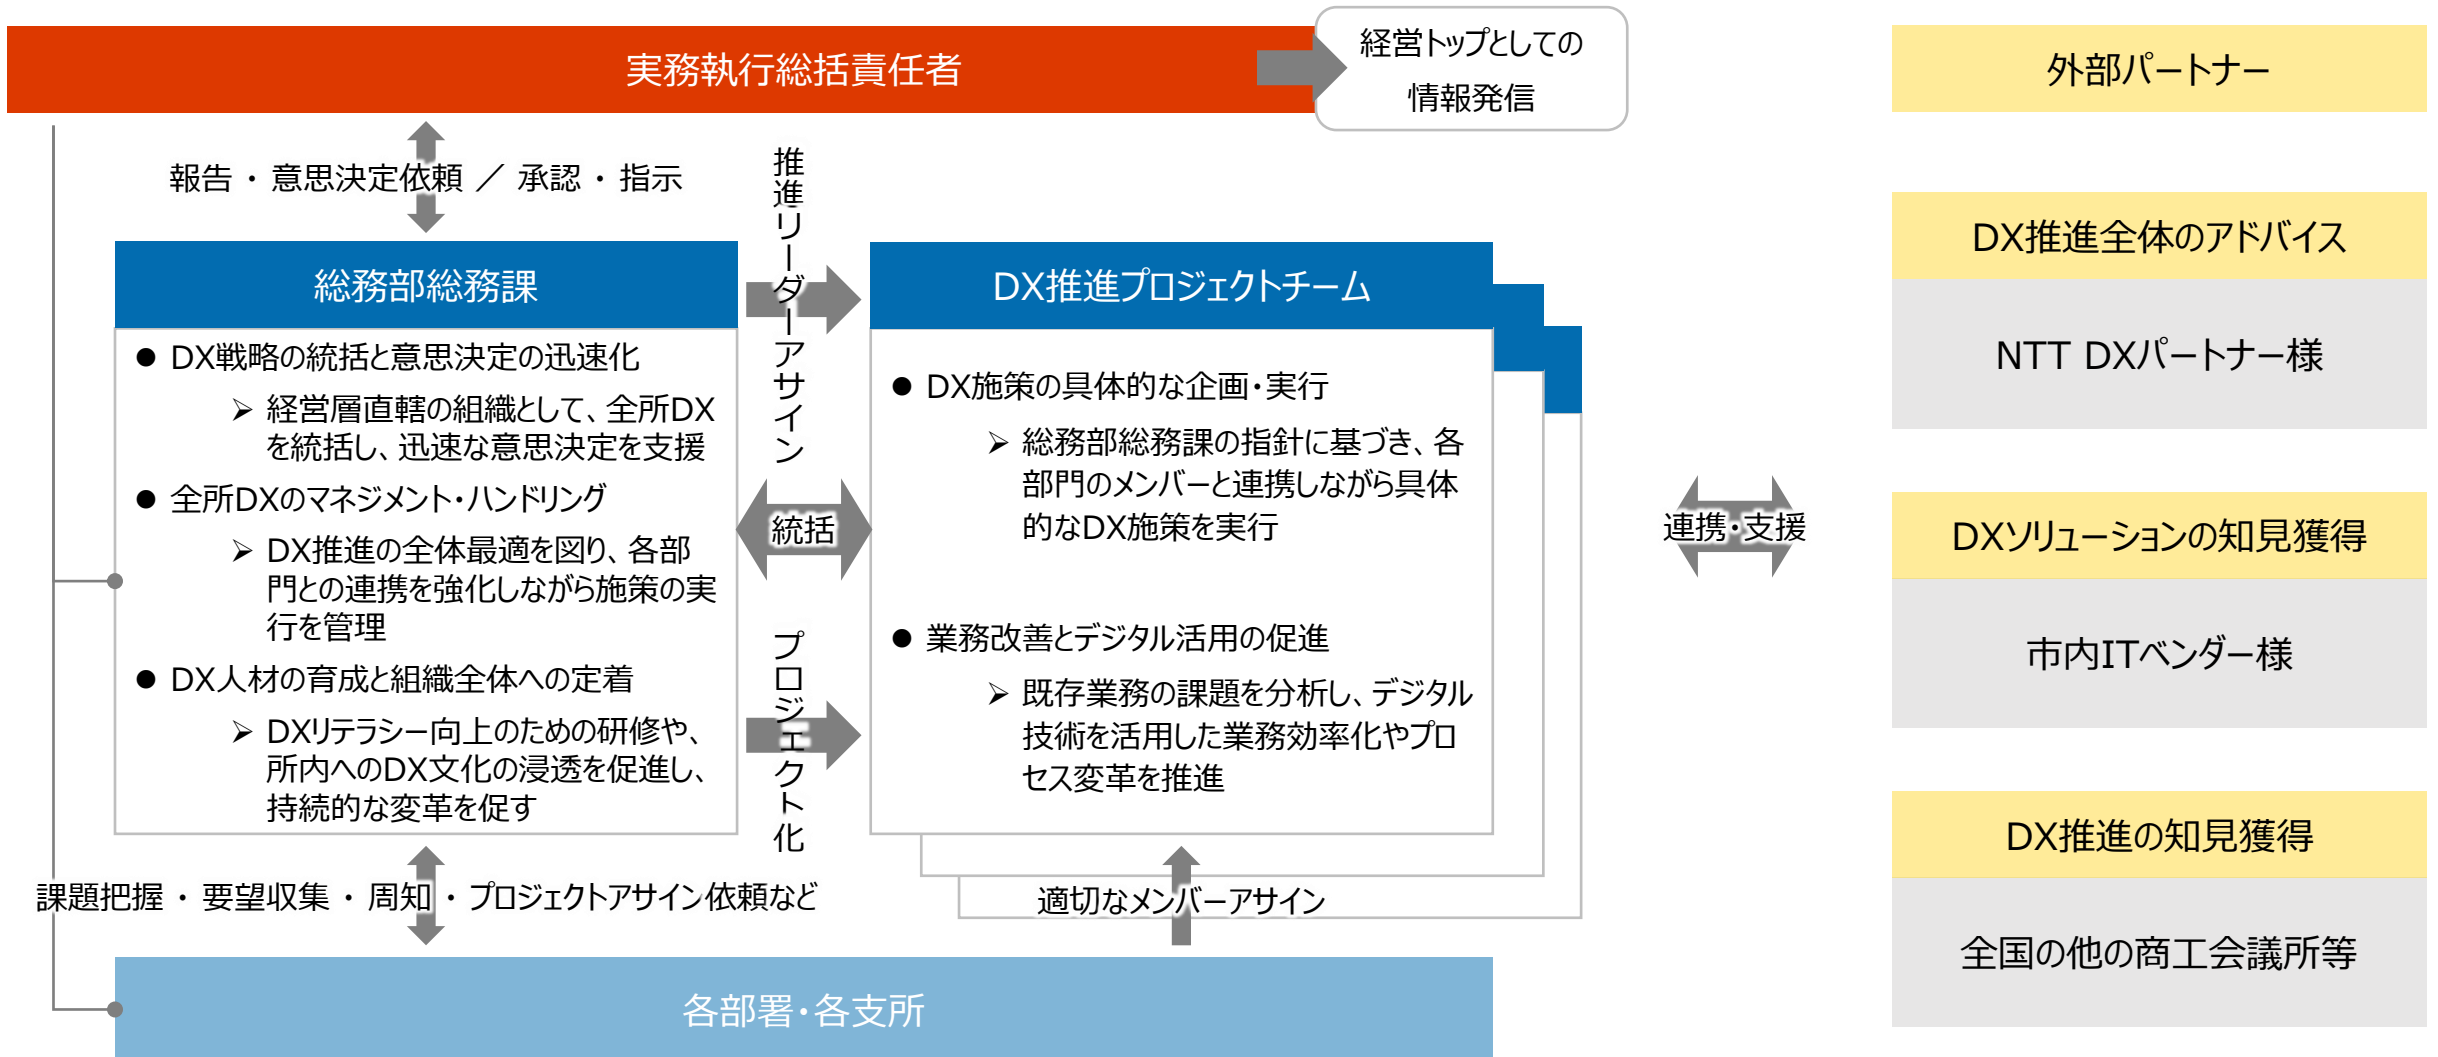 実務執行総括責任者
経営トップとしての
情報発信
報告・意思決定依頼 ／ 承認・指示
総務部総務課
● DX戦略の統括と意思決定の迅速化
➢ 経営層直轄の組織として、全所DX
を統括し、迅速な意思決定を支援
● 全所DXのマネジメント・ハンドリング
➢ DX推進の全体最適を図り、各部
門との連携を強化しながら施策の実
行を管理
● DX人材の育成と組織全体への定着
➢ DXリテラシー向上のための研修や、
所内へのDX文化の浸透を促進し、
持続的な変革を促す
推進リーダーアサイン
統括
プロジェクト化
DX推進プロジェクトチーム
● DX施策の具体的な企画・実行
➢ 総務部総務課の指針に基づき、各
部門のメンバーと連携しながら具体
的なDX施策を実行
● 業務改善とデジタル活用の促進
➢ 既存業務の課題を分析し、デジタル
技術を活用した業務効率化やプロ
セス変革を推進
課題把握・要望収集・周知・プロジェクトアサイン依頼など
適切なメンバーアサイン
各部署・各支所
連携・支援
外部パートナー
DX推進全体のアドバイス
NTT DXパートナー様
DXソリューションの知見獲得
市内ITベンダー様
DX推進の知見獲得
全国の他の商工会議所等